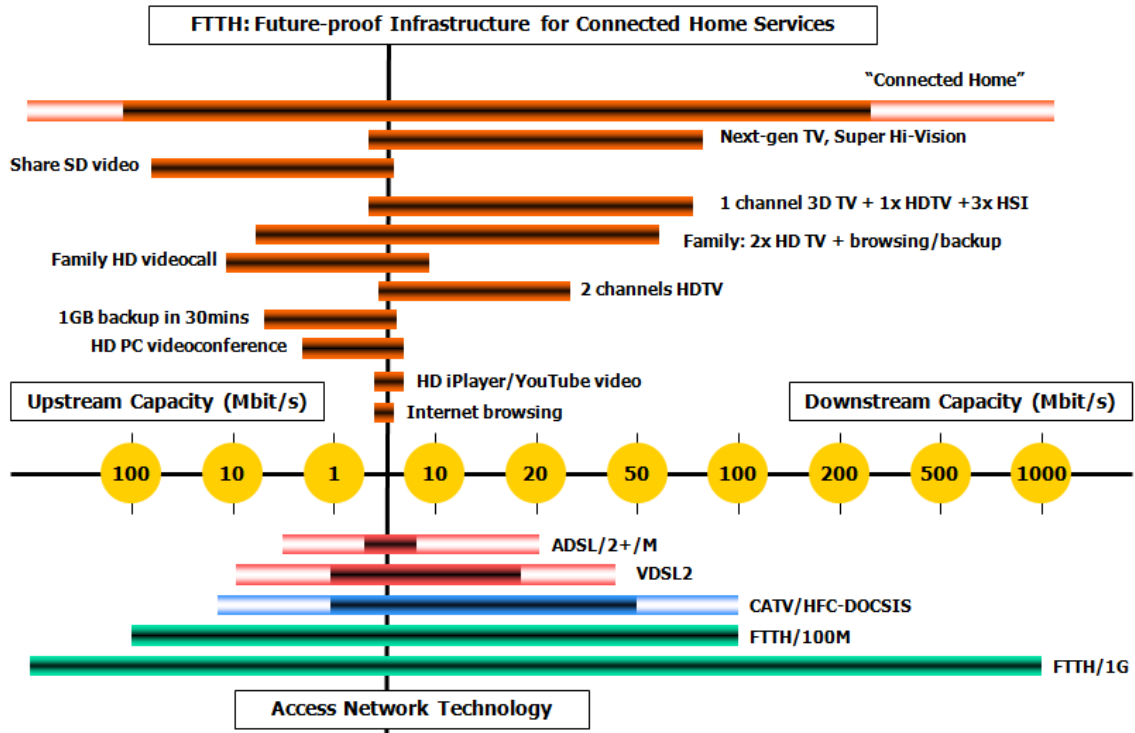 FTTH: Future-proof Infrastructure for Connected Home Services
“Connected Home”
Next-gen TV, Super Hi-Vision
Share SD video
1 channel 3D TV + 1x HDTV +3x HSI
Family: 2x HD TV + browsing/backup
Family HD videocall
2 channels HDTV
1GB backup in 30mins
HD PC videoconference
HD iPlayer/YouTube video
Upstream Capacity (Mbit/s)
Internet browsing
Downstream Capacity (Mbit/s)
100 10 1 10 20 50 100 200 500 1000
ADSL/2+/M
VDSL2
CATV/HFC-DOCSIS
FTTH/100M
FTTH/1G
Access Network Technology